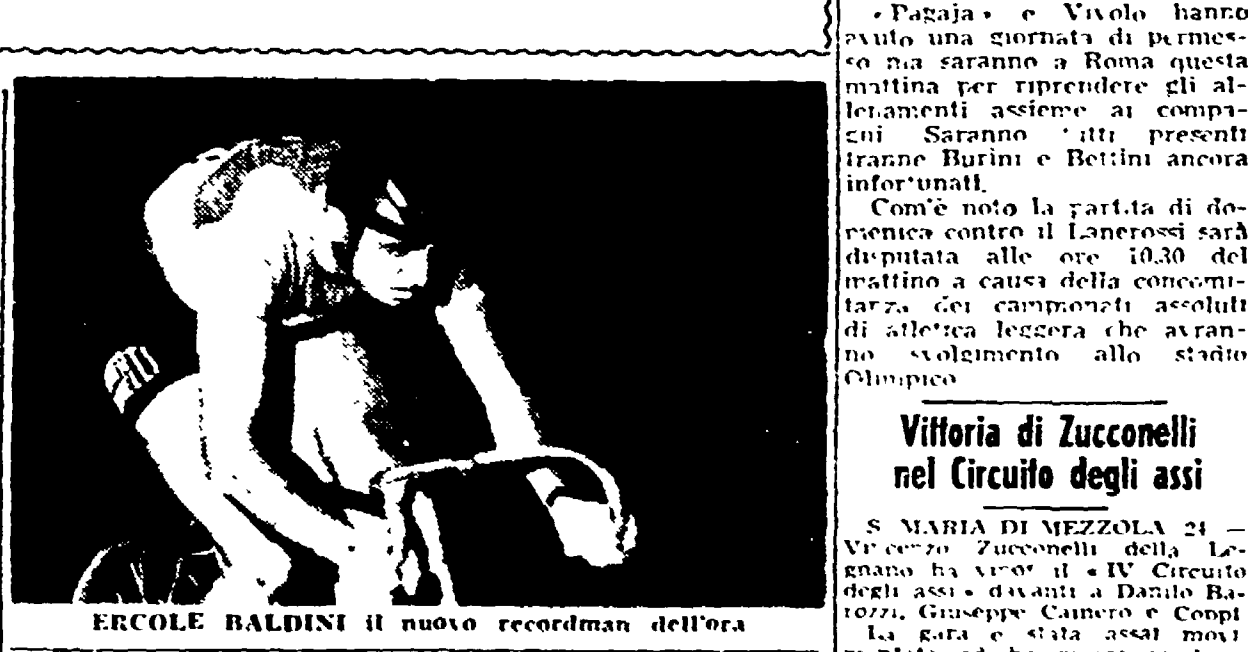 ERCOLE BALDINI il nuovo recordman dell'ora
«Pagaja» e Vivolo hanno
avuto una giornata di permes-
so ma saranno a Roma questa
mattina per riprendere gli al-
lenamenti assieme ai compa-
gni Saranno tutti presenti
tranne Burini e Bettini ancora
infortunati.
Com'è noto la partita di do-
menica contro il Lanerossi sarà
disputata alle ore 10.30 del
mattino a causa della concomi-
tanza dei campionati assoluti
di atletica leggera che avran-
no svolgimento allo stadio
Olimpico
Vittoria di Zucconelli
nel Circuito degli assi
S MARIA DI MEZZOLA 24 —
Vincenzo Zucconelli della Le-
gnano ha vinto il «IV Circuito
degli assi» davanti a Danilo Ba-
rozzi, Giuseppe Cainero e Coppi
La gara e stata assai movi